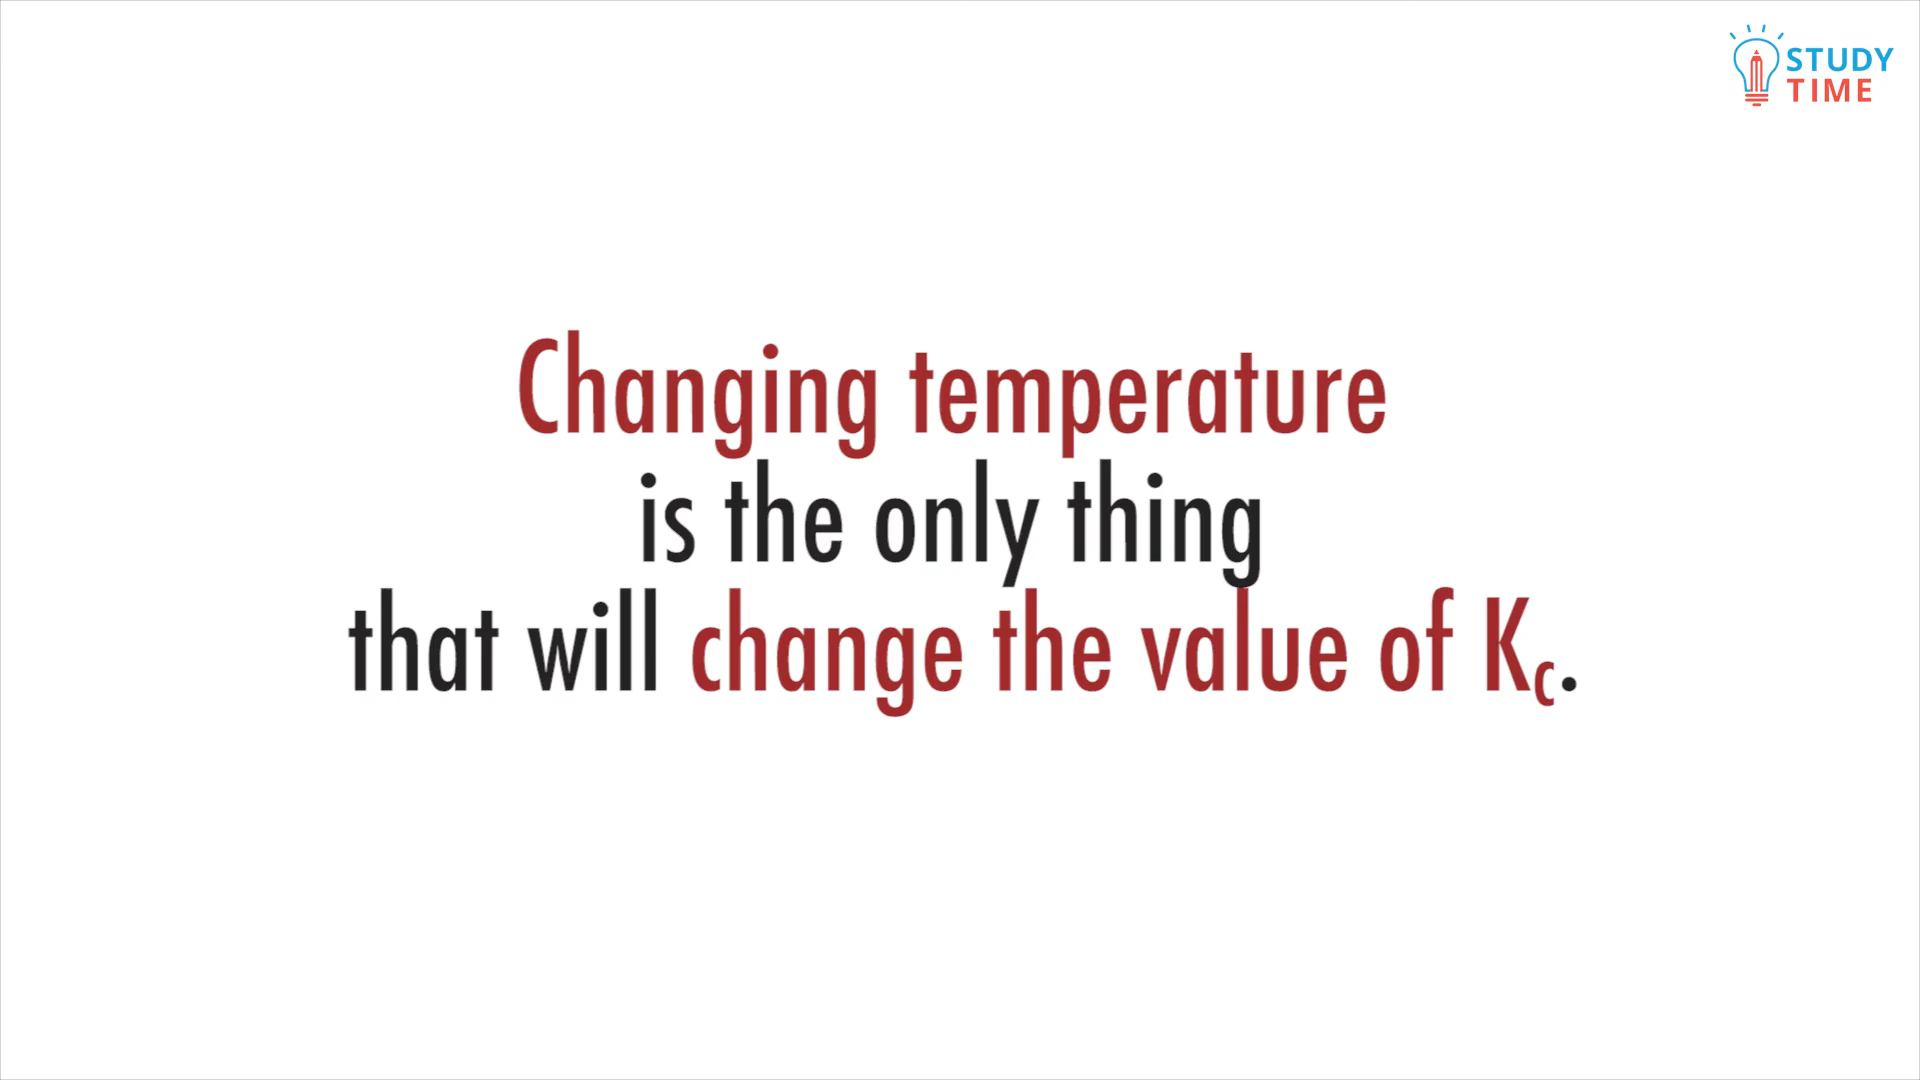 STUDY
TIME
Changing temperature
is the only thing
that will change the value of Kc.